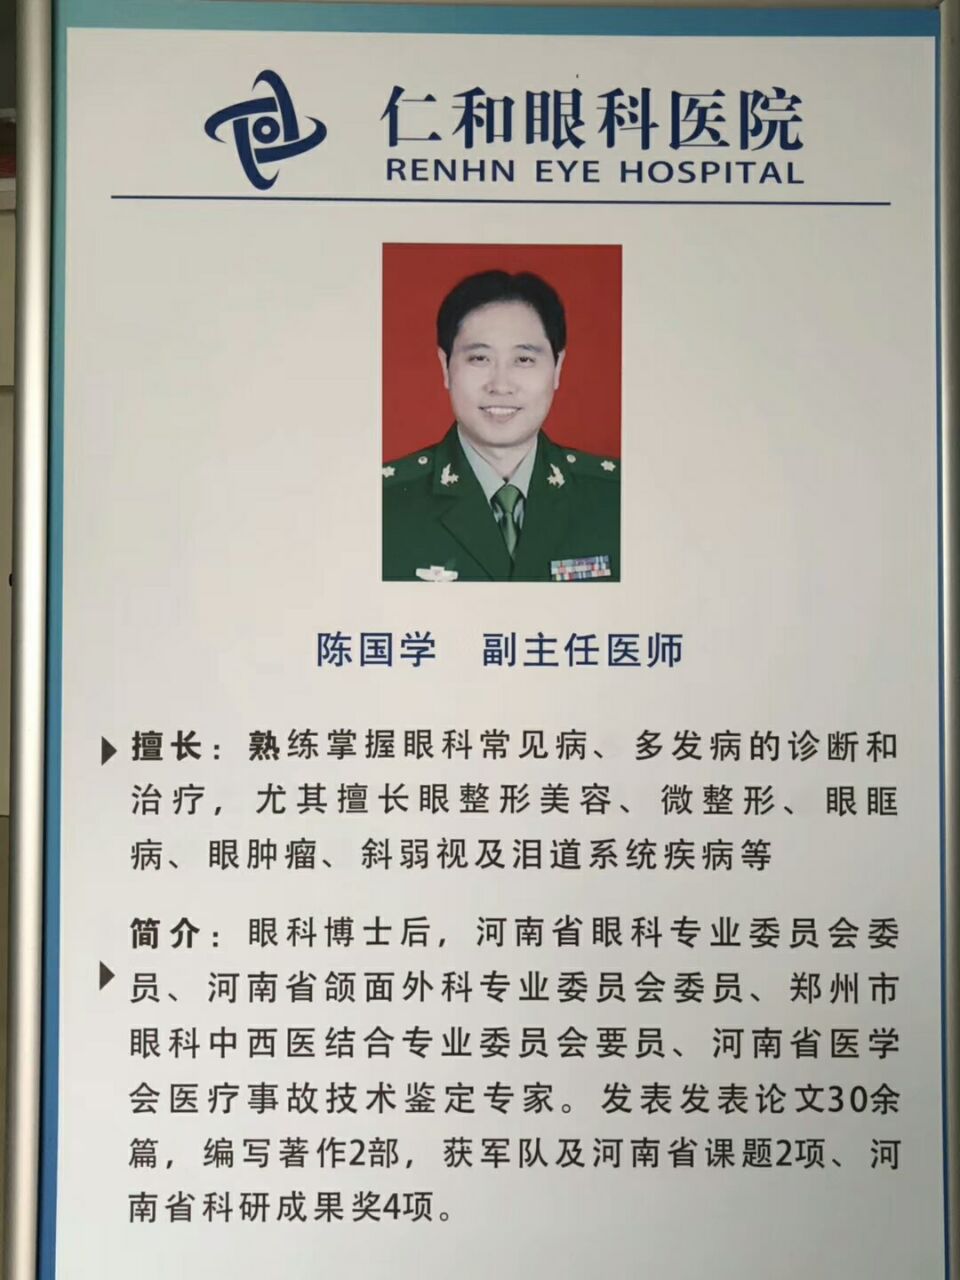 仁和眼科医院
RENHN EYE HOSPITAL
陈国学 副主任医师
擅长：熟练掌握眼科常见病、多发病的诊断和
治疗，尤其擅长眼整形美容、微整形、眼眶
病、眼肿瘤、斜弱视及泪道系统疾病等
简介：眼科博士后，河南省眼科专业委员会委
员、河南省颌面外科专业委员会委员、郑州市
眼科中西医结合专业委员会要员、河南省医学
会医疗事故技术鉴定专家。发表发表论文30余
篇，编写著作2部，获军队及河南省课题2项、河
南省科研成果奖4项。